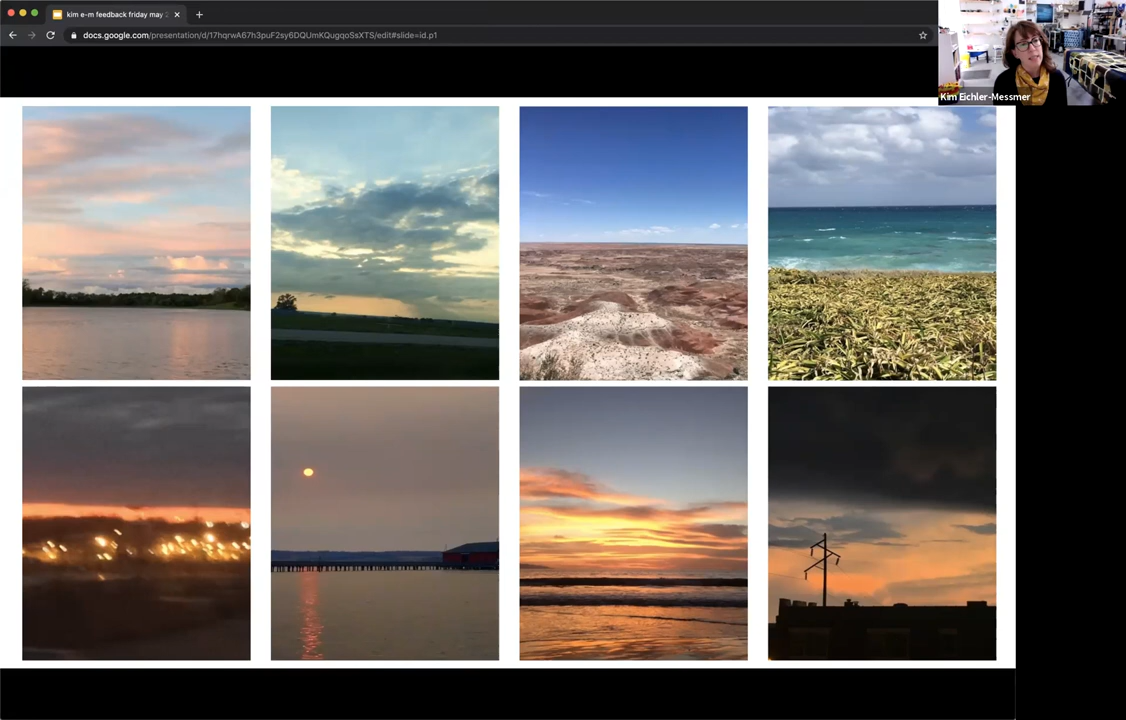 kim e-m feedback friday may
docs.google.com/presentation/d/17hqrwA67h3puF2sy6DQUmKQugqoSsXTS/edit#slide=id.p1
Kim Eichler-Messmer